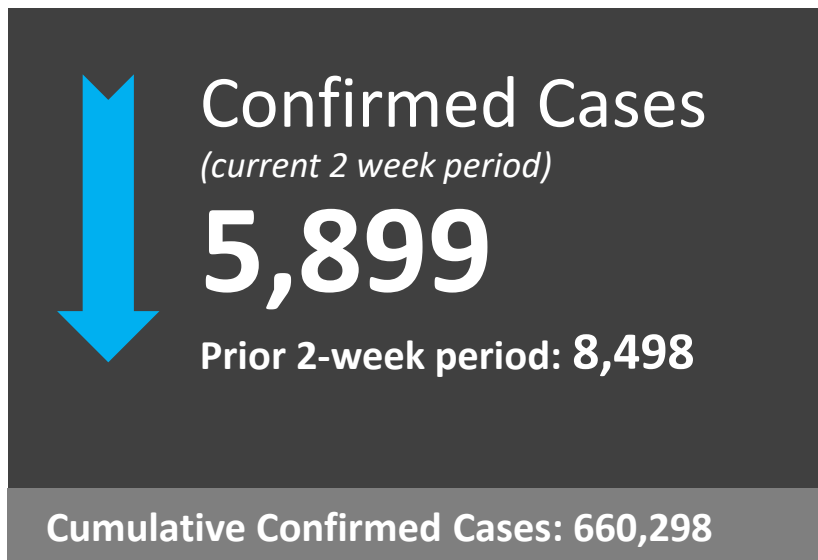 Confirmed Cases
(current 2 week period)
5,899
Prior 2-week period: 8,498
Cumulative Confirmed Cases: 660,298